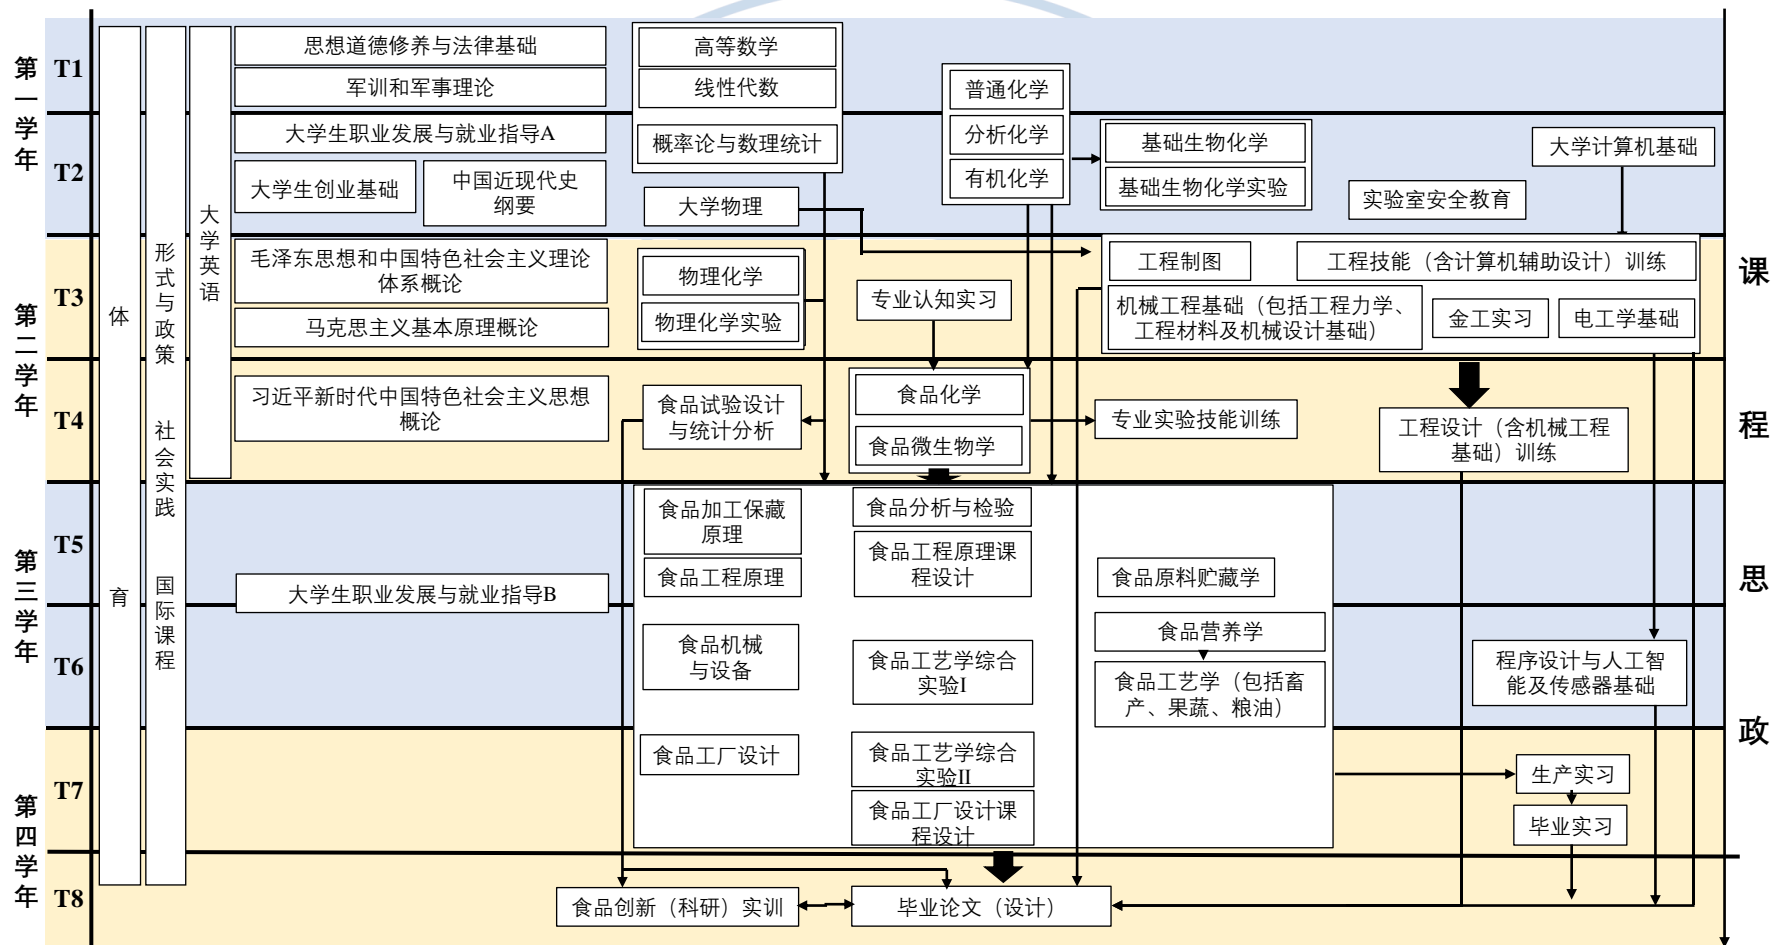 第一学年
T1
T2
第二学年
T3
T4
第三学年
T5
T6
第四学年
T7
T8
体育
形式与政策
社会实践
国际课程
大学英语
思想道德修养与法律基础
军训和军事理论
大学生职业发展与就业指导A
大学生创业基础
中国近现代史
纲要
高等数学
线性代数
概率论与数理统计
大学物理
普通化学
分析化学
有机化学
基础生物化学
基础生物化学实验
大学计算机基础
实验室安全教育
毛泽东思想和中国特色社会主义理论
体系概论
马克思主义基本原理概论
物理化学
物理化学实验
专业认知实习
工程制图
工程技能（含计算机辅助设计）训练
机械工程基础（包括工程力学、
工程材料及机械设计基础）
金工实习
电工学基础
习近平新时代中国特色社会主义思想
概论
食品试验设计
与统计分析
食品化学
食品微生物学
专业实验技能训练
工程设计（含机械工程
基础）训练
食品加工保藏
原理
食品工程原理
食品分析与检验
食品工程原理课
程设计
食品原料贮藏学
大学生职业发展与就业指导B
食品机械
与设备
食品工艺学综合
实验I
食品营养学
食品工艺学（包括畜
产、果蔬、粮油）
程序设计与人工智
能及传感器基础
食品工厂设计
食品工艺学综合
实验II
食品工厂设计课
程设计
生产实习
毕业实习
食品创新（科研）实训
毕业论文（设计）
课程思政